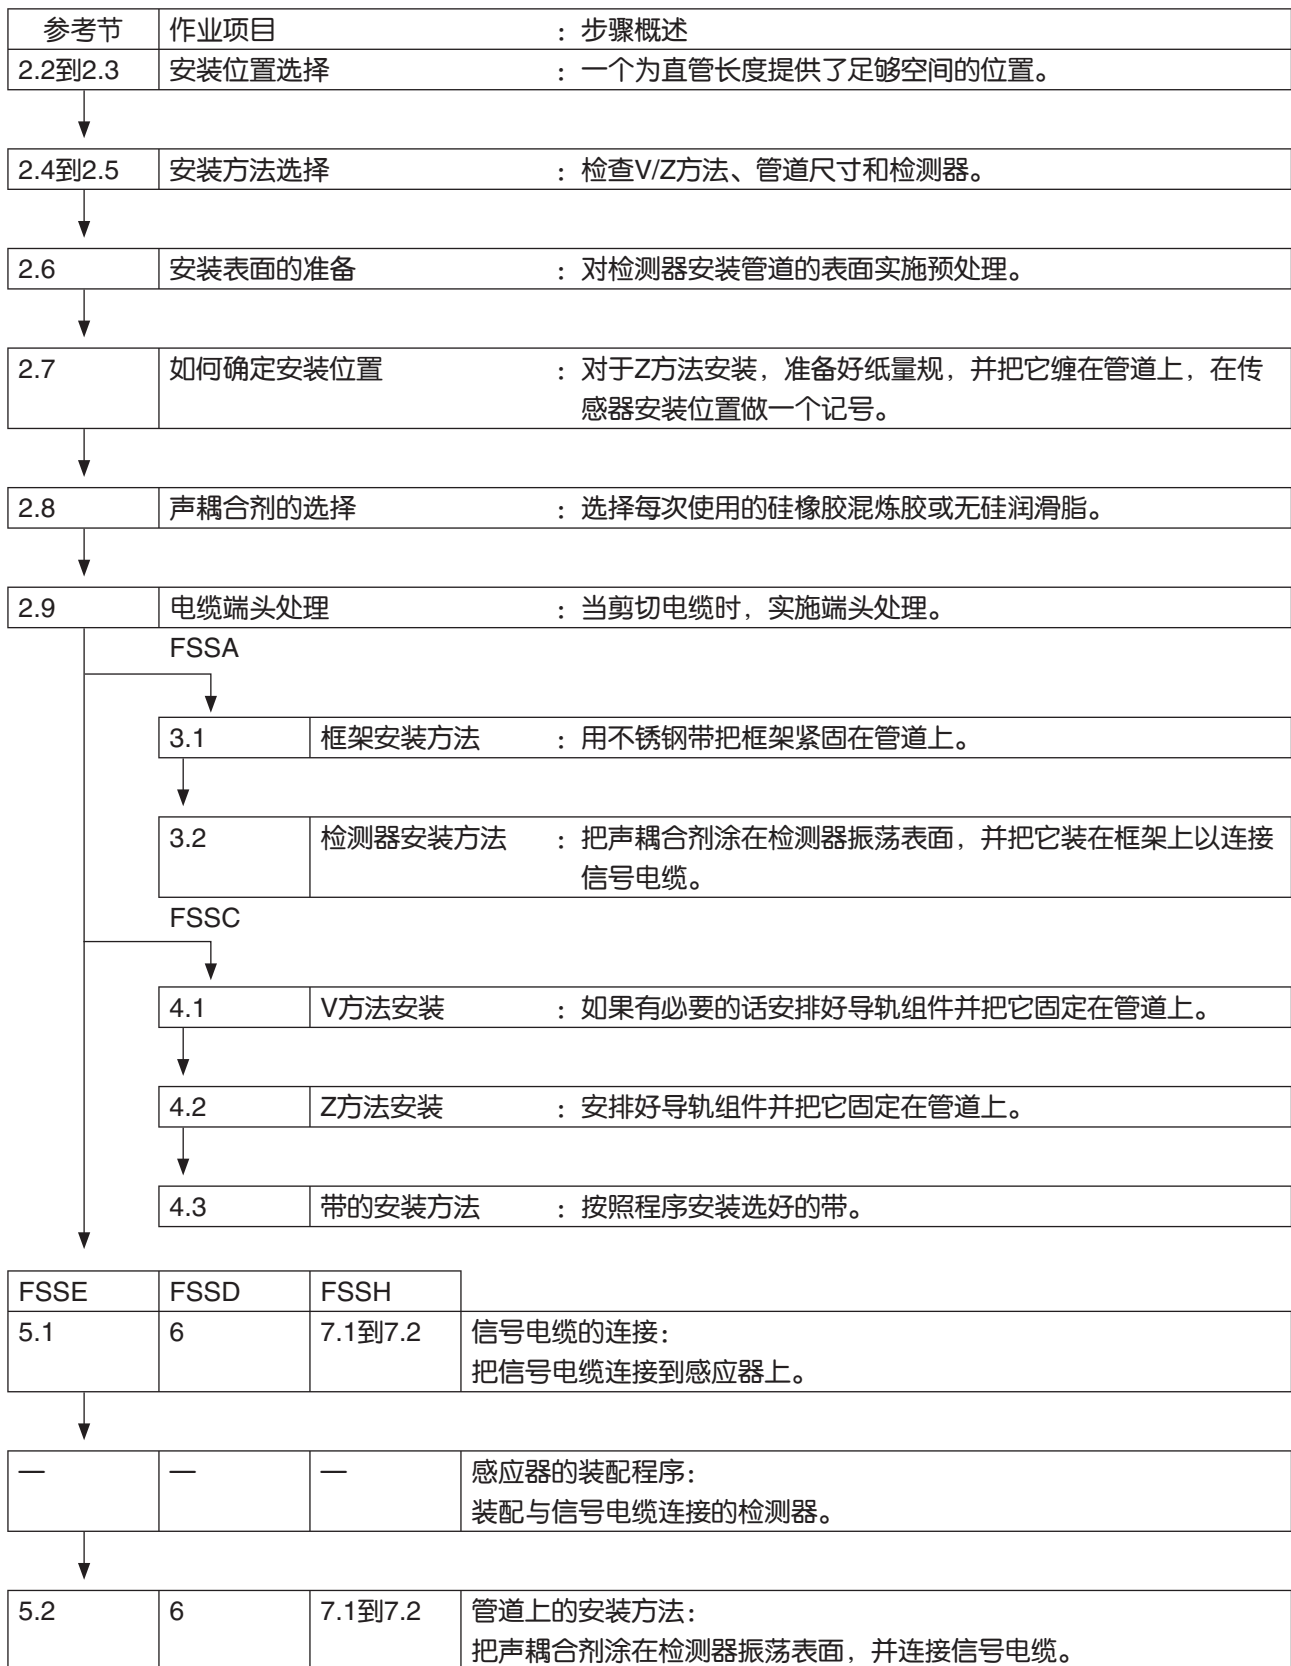 参考节 作业项目 ：步骤概述
2.2到2.3 安装位置选择 ：一个为直管长度提供了足够空间的位置。
2.4到2.5 安装方法选择 ：检查V/Z方法、管道尺寸和检测器。
2.6 安装表面的准备 ：对检测器安装管道的表面实施预处理。
2.7 如何确定安装位置 ：对于Z方法安装，准备好纸量规，并把它缠在管道上，在传
感器安装位置做一个记号。
2.8 声耦合剂的选择 ：选择每次使用的硅橡胶混炼胶或无硅润滑脂。
2.9 电缆端头处理 ：当剪切电缆时，实施端头处理。
FSSA
3.1 框架安装方法 ：用不锈钢带把框架紧固在管道上。
3.2 检测器安装方法 ：把声耦合剂涂在检测器振荡表面，并把它装在框架上以连接
信号电缆。
FSSC
4.1 V方法安装 ：如果有必要的话安排好导轨组件并把它固定在管道上。
4.2 Z方法安装 ：安排好导轨组件并把它固定在管道上。
4.3 带的安装方法 ：按照程序安装选好的带。
FSSE FSSD FSSH
5.1 6 7.1到7.2 信号电缆的连接：
把信号电缆连接到感应器上。
— — — 感应器的装配程序：
装配与信号电缆连接的检测器。
5.2 6 7.1到7.2 管道上的安装方法：
把声耦合剂涂在检测器振荡表面，并连接信号电缆。